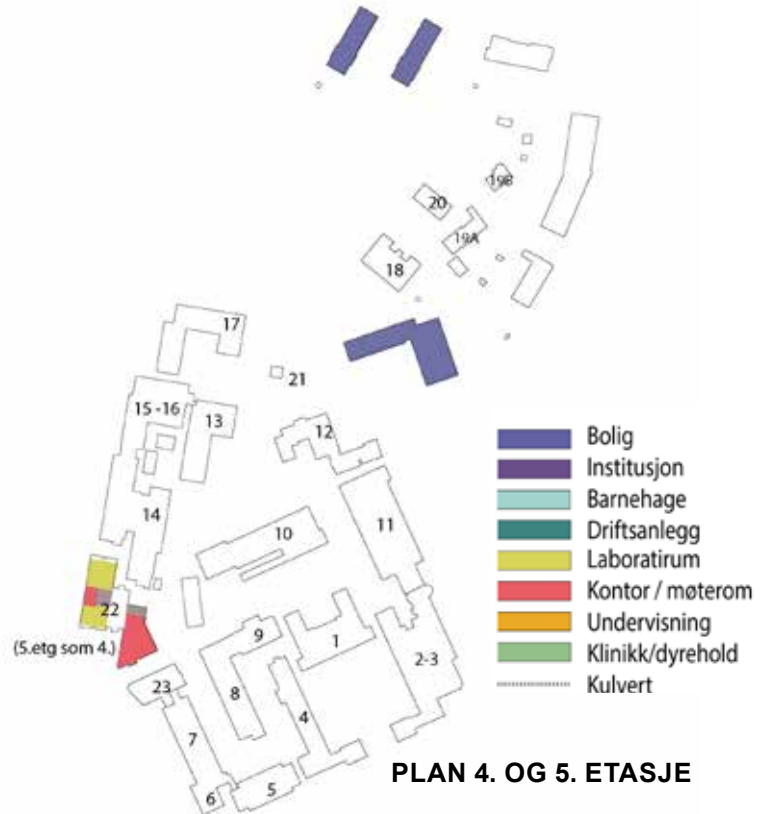 19B
20
19A
18
17
21
15 -16
13
12
14
10
11
22
(5.etg som 4.)
9
1
2-3
23
8
4
7
6
5
Bolig
Institusjon
Barnehage
Driftsanlegg
Laboratirum
Kontor / møterom
Undervisning
Klinikk/dyrehold
Kulvert
PLAN 4. OG 5. ETASJE